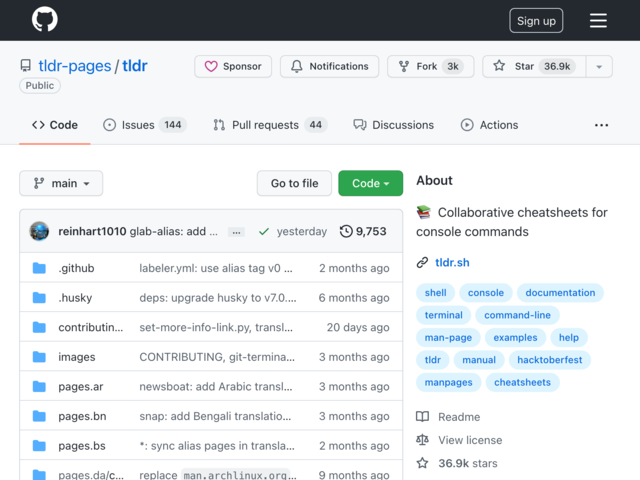 Sign up
tldr-pages / tldr
Public
Sponsor
Notifications
Fork 3k
Star 36.9k
Code
Issues 144
Pull requests 44
Discussions
Actions
main
Go to file
Code
reinhart1010 glab-alias: add ... yesterday 9,753
.github labeler.yml: use alias tag v0 ... 2 months ago
.husky deps: upgrade husky to v7.0.... 6 months ago
contributin... set-more-info-link.py, transl... 20 days ago
images CONTRIBUTING, git-termina... 3 months ago
pages.ar newsboat: add Arabic transl... 3 months ago
pages.bn snap: add Bengali translatio... 3 months ago
pages.bs *: sync alias pages in transla... 2 months ago
pages.da/c... replace man.archlinux.org... 9 months ago
About
Collaborative cheatsheets for
console commands
tldr.sh
shell console documentation
terminal command-line
man-page examples help
tldr manual hacktoberfest
manpages cheatsheets
Readme
View license
36.9k stars